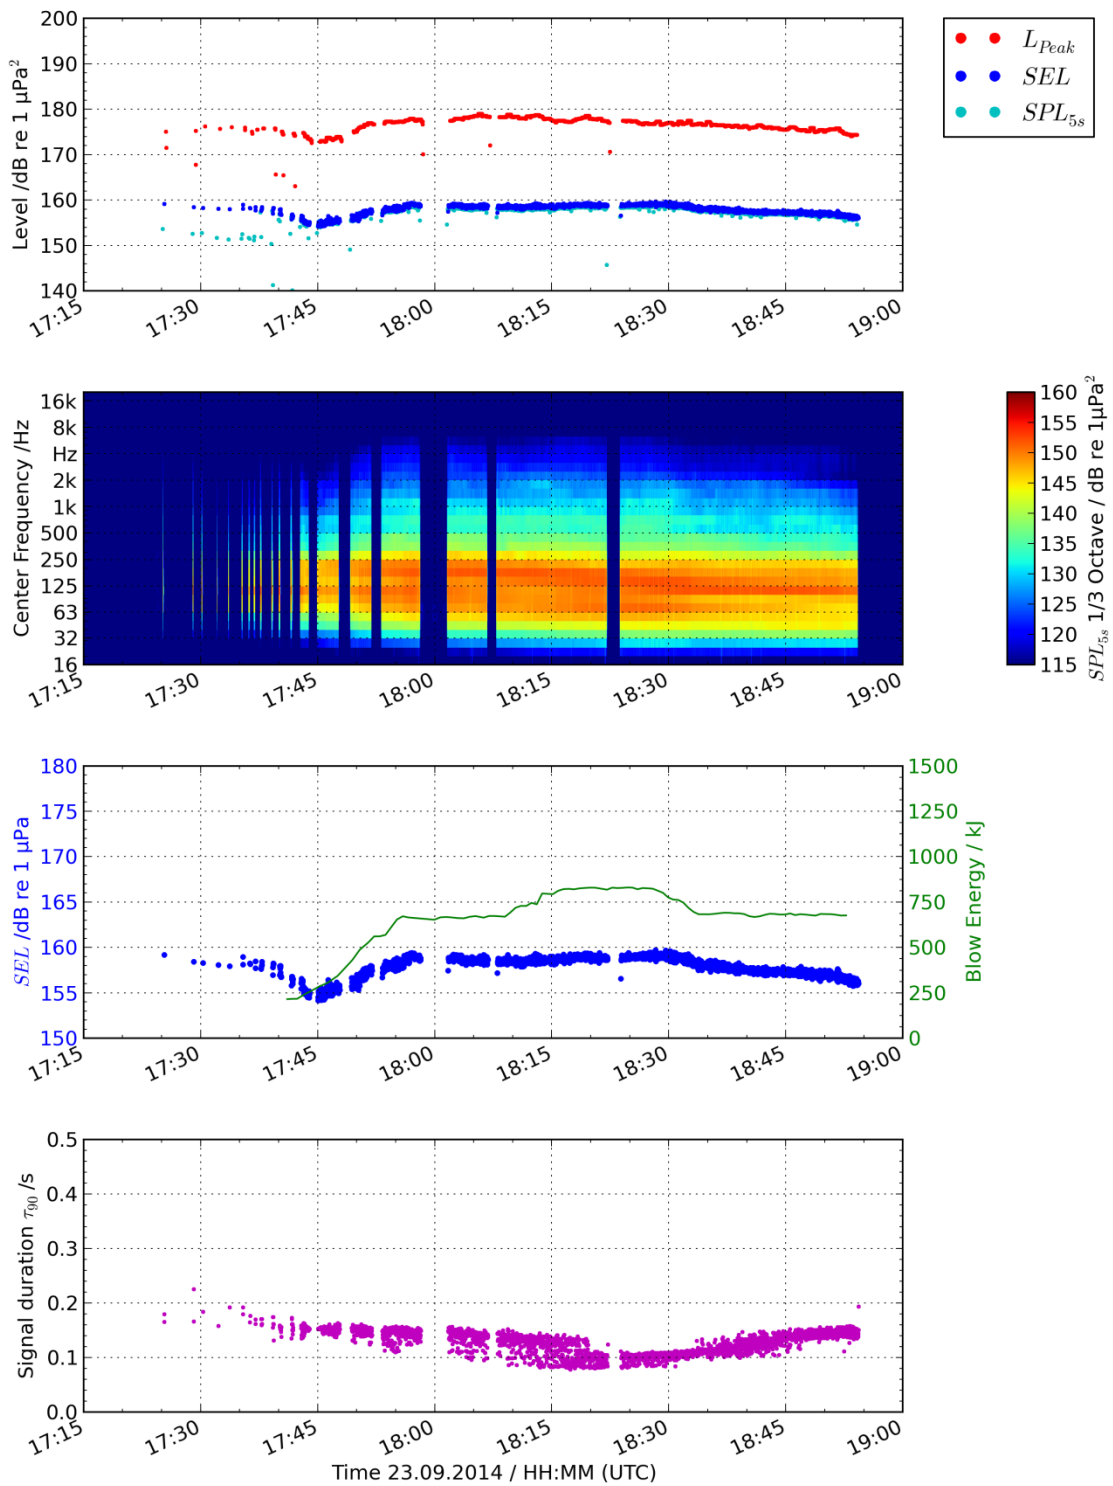 200
190
180
170
160
150
140
Level /dB re 1 µPa²
17:15 17:30 17:45 18:00 18:15 18:30 18:45 19:00
L_Peak
SEL
SPL_5s
16k
8k
Hz
2k
1k
500
250
125
63
32
16
Center Frequency /Hz
17:15 17:30 17:45 18:00 18:15 18:30 18:45 19:00
160
155
150
145
140
135
130
125
120
115
SPL_5s 1/3 Octave / dB re 1µPa²
180
175
170
165
160
155
150
SEL /dB re 1 µPa
1500
1250
1000
750
500
250
0
Blow Energy / kJ
17:15 17:30 17:45 18:00 18:15 18:30 18:45 19:00
0.5
0.4
0.3
0.2
0.1
0.0
Signal duration τ_90 /s
17:15 17:30 17:45 18:00 18:15 18:30 18:45 19:00
Time 23.09.2014 / HH:MM (UTC)